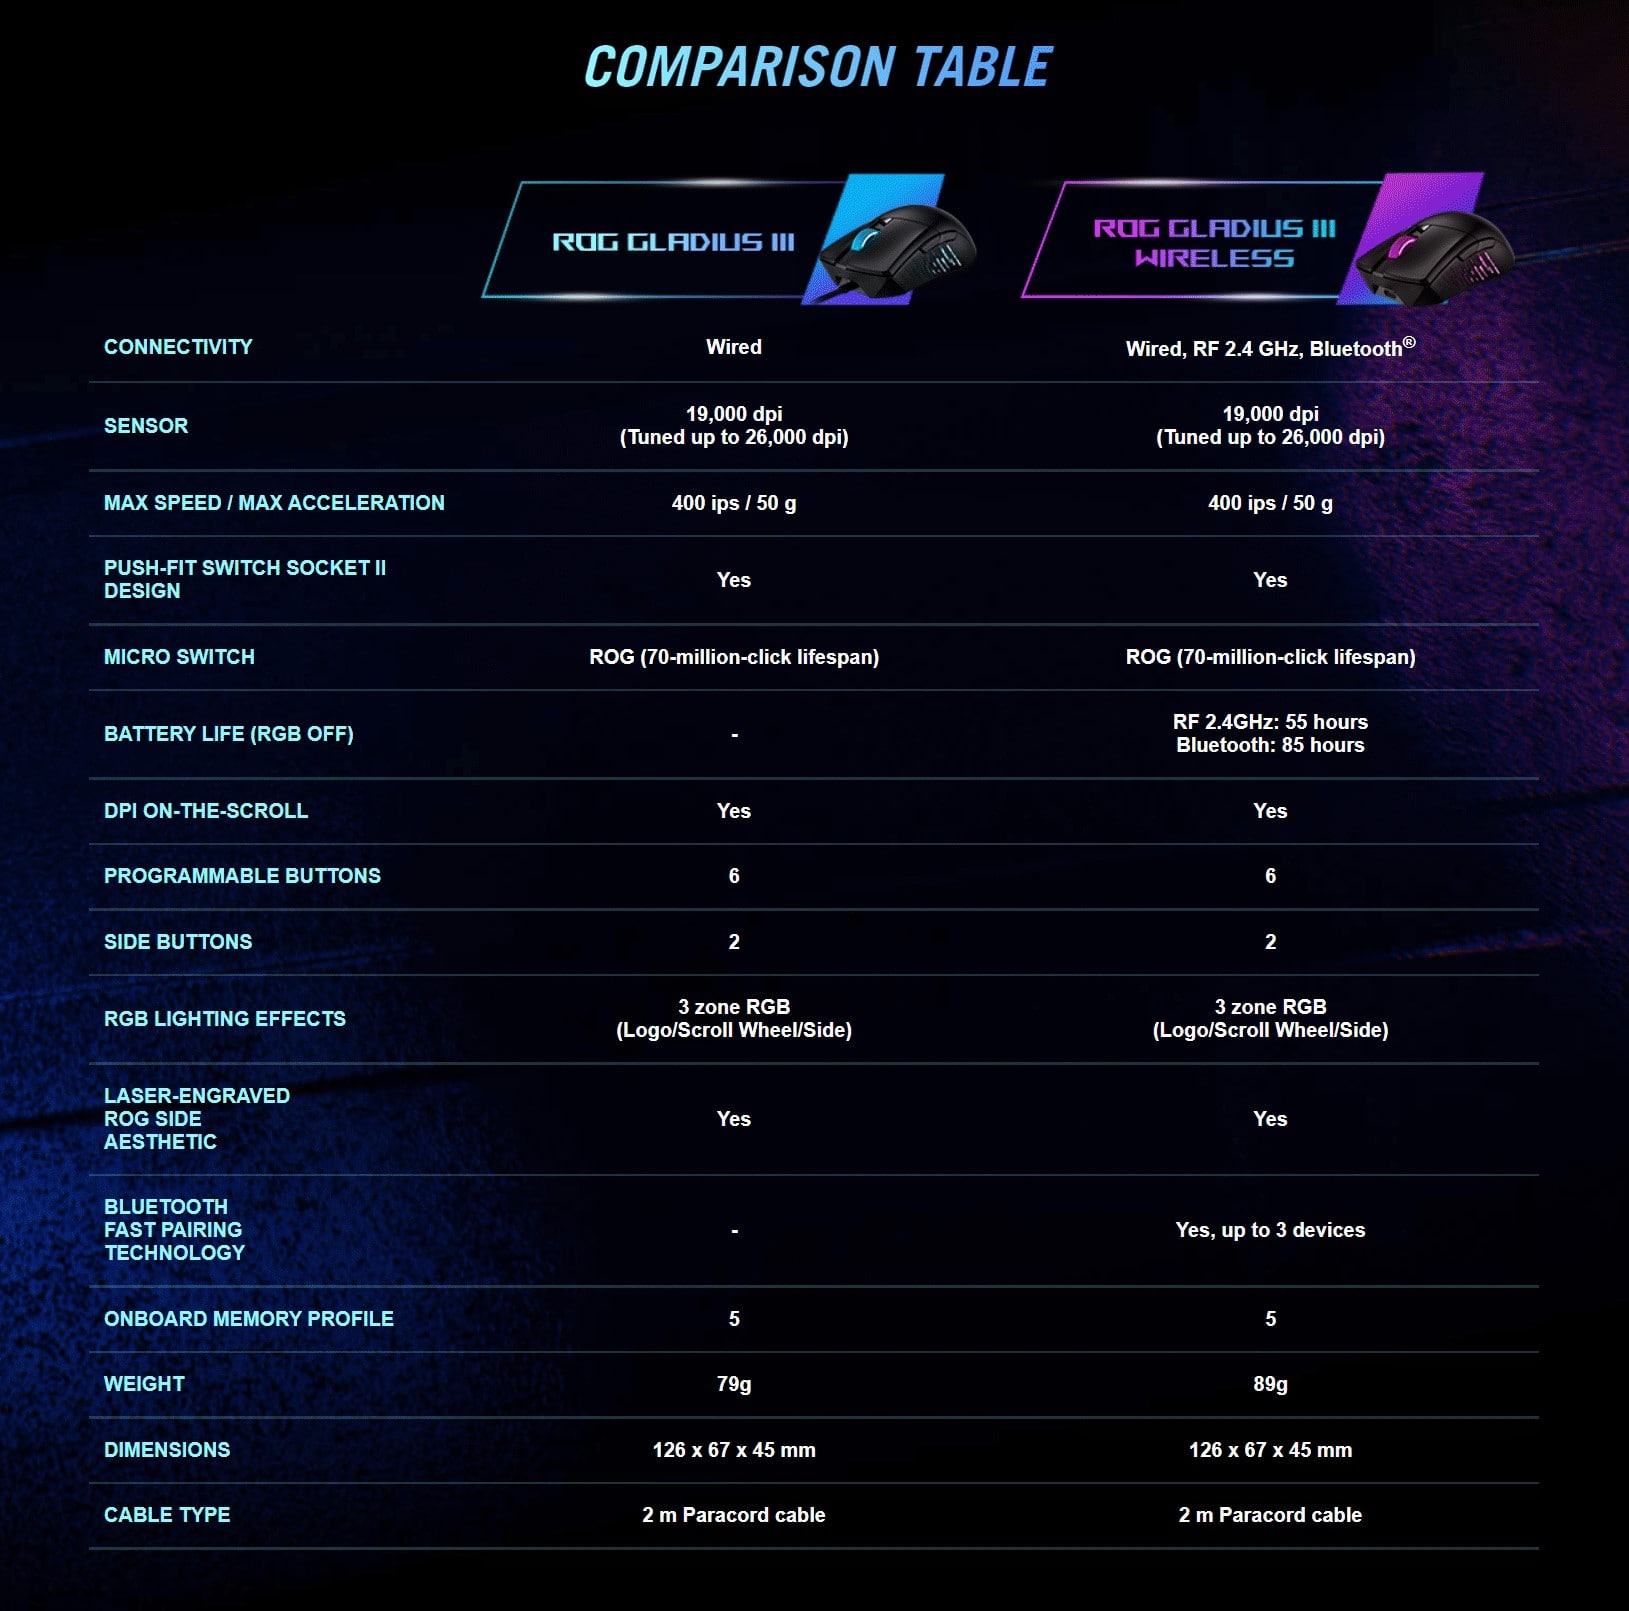 COMPARISON TABLE
ROG GLADIUS III
ROG GLADIUS III
WIRELESS
CONNECTIVITY
Wired
Wired, RF 2.4 GHz, Bluetooth®
SENSOR
19,000 dpi
(Tuned up to 26,000 dpi)
19,000 dpi
(Tuned up to 26,000 dpi)
MAX SPEED / MAX ACCELERATION
400 ips / 50 g
400 ips / 50 g
PUSH-FIT SWITCH SOCKET II
DESIGN
Yes
Yes
MICRO SWITCH
ROG (70-million-click lifespan)
ROG (70-million-click lifespan)
BATTERY LIFE (RGB OFF)
-
RF 2.4GHz: 55 hours
Bluetooth: 85 hours
DPI ON-THE-SCROLL
Yes
Yes
PROGRAMMABLE BUTTONS
6
6
SIDE BUTTONS
2
2
RGB LIGHTING EFFECTS
3 zone RGB
(Logo/Scroll Wheel/Side)
3 zone RGB
(Logo/Scroll Wheel/Side)
LASER-ENGRAVED
ROG SIDE
AESTHETIC
Yes
Yes
BLUETOOTH
FAST PAIRING
TECHNOLOGY
-
Yes, up to 3 devices
ONBOARD MEMORY PROFILE
5
5
WEIGHT
79g
89g
DIMENSIONS
126 x 67 x 45 mm
126 x 67 x 45 mm
CABLE TYPE
2 m Paracord cable
2 m Paracord cable